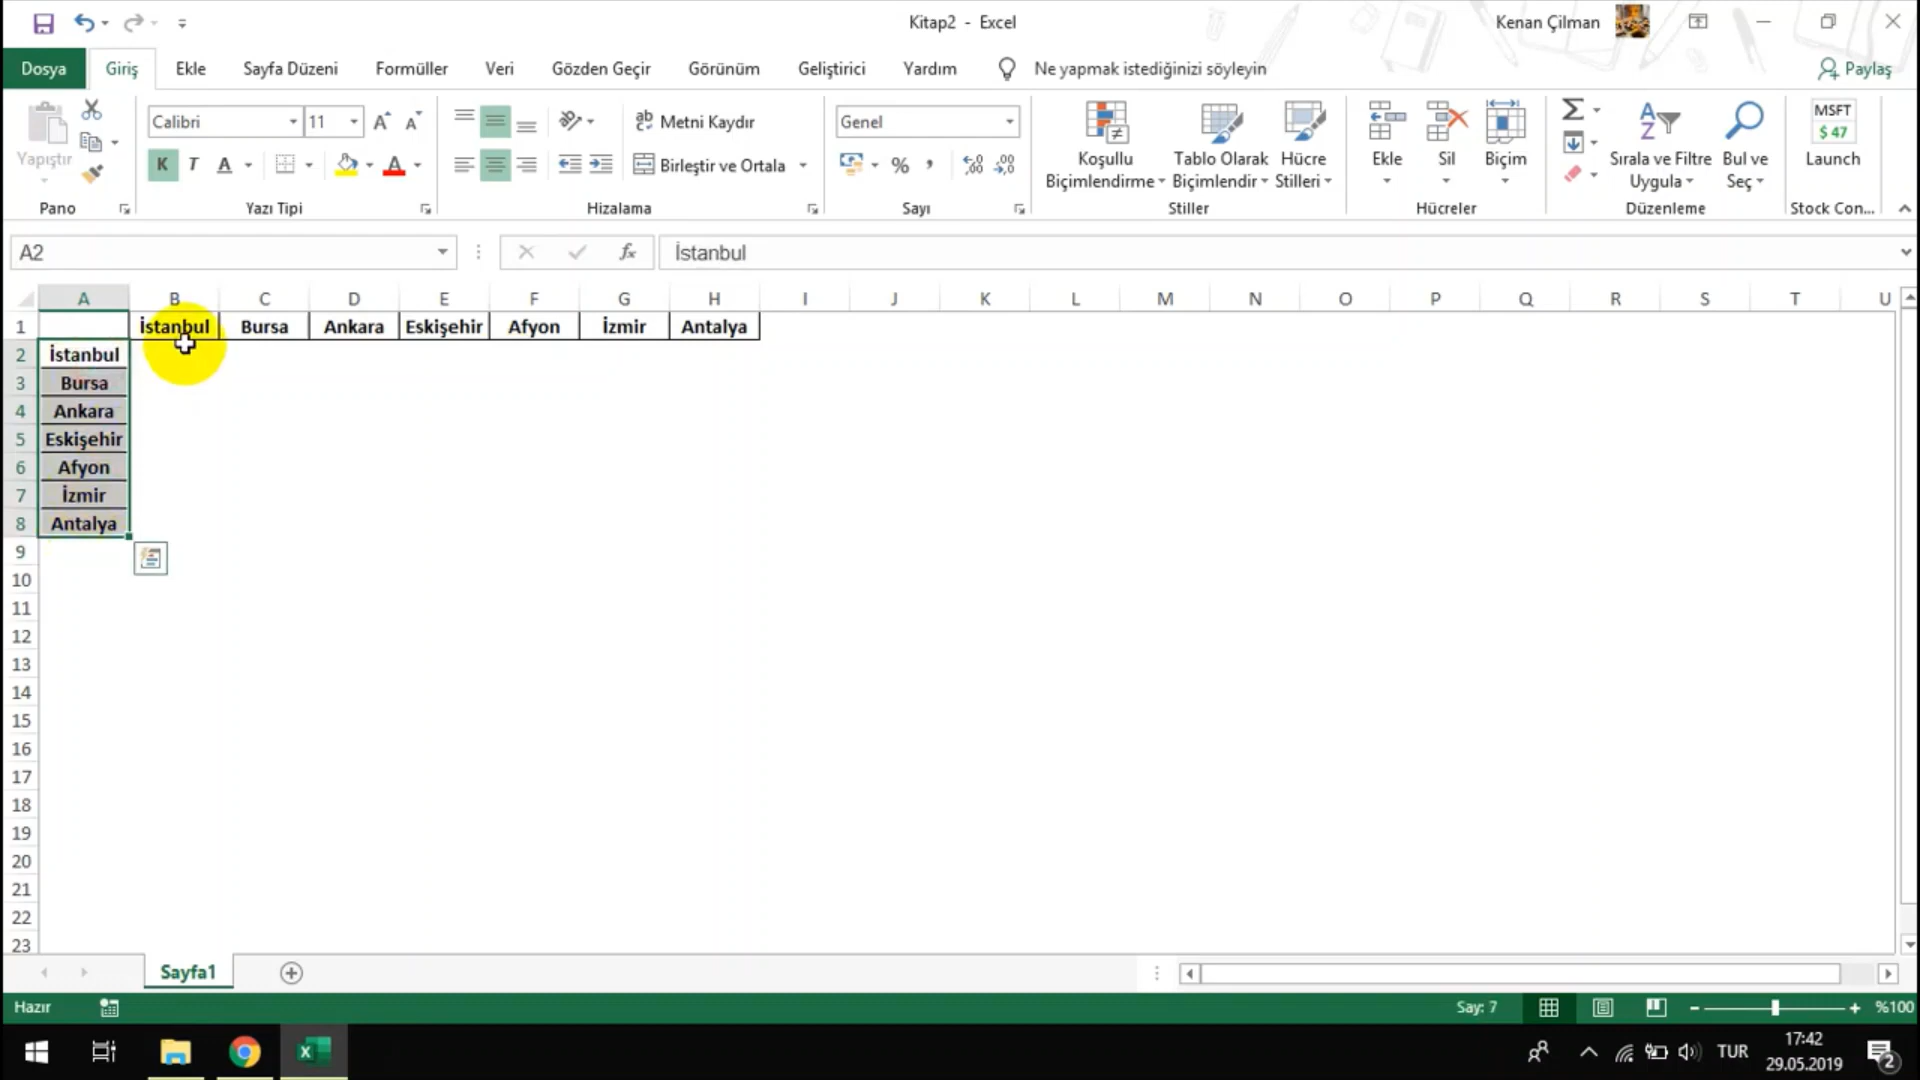 Kitap2 - Excel
Kenan Çilman
Dosya Giriş Ekle Sayfa Düzeni Formüller Veri Gözden Geçir Görünüm Geliştirici Yardım Ne yapmak istediğinizi söyleyin Paylaş
Yapıştır
Pano
Calibri 11
K T A
Yazı Tipi
Metni Kaydır
Birleştir ve Ortala
Hizalama
Genel
%
Sayı
Koşullu Biçimlendirme
Tablo Olarak Biçimlendir
Hücre Stilleri
Stiller
Ekle Sil Biçim
Hücreler
Sırala ve Filtre Uygula
Bul ve Seç
Düzenleme
MSFT
$ 47
Launch
Stock Con...
A2 fx İstanbul
A B C D E F G H I J K L M N O P Q R S T U
1 İstanbul Bursa Ankara Eskişehir Afyon İzmir Antalya
2 İstanbul
3 Bursa
4 Ankara
5 Eskişehir
6 Afyon
7 İzmir
8 Antalya
9
10
11
12
13
14
15
16
17
18
19
20
21
22
23
Sayfa1
Hazır Say: 7 %100
TUR 17:42
29.05.2019 2